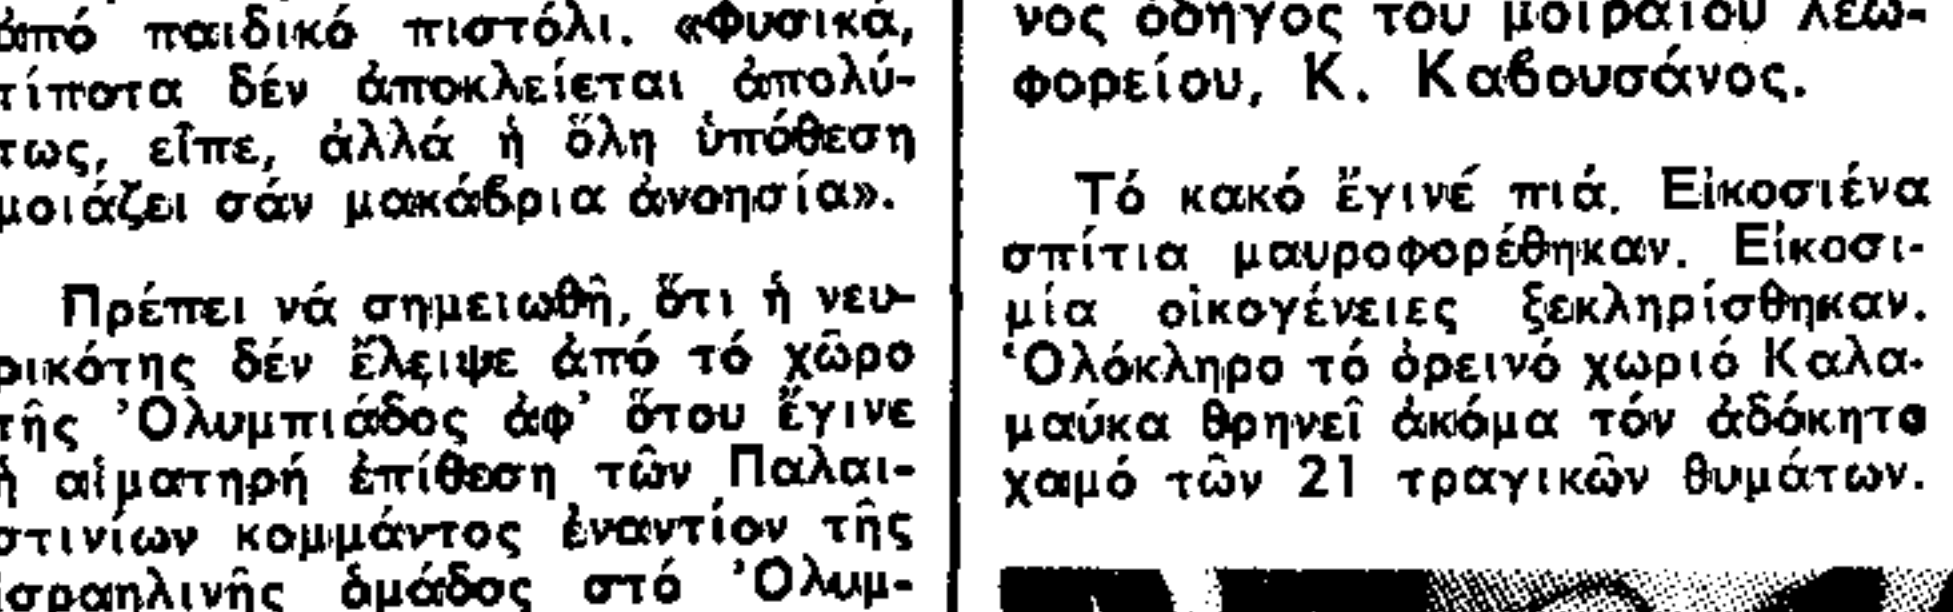 ἀπό παιδικό πιστόλι. «Φυσικά,
τίποτα δέν ἀποκλείεται ἀπολύ-
τως, εἶπε, ἀλλά ἡ ὅλη ὑπόθεση
μοιάζει σάν μακάβρια ἀνοησία».
Πρέπει νά σημειωθῆ, ὅτι ἡ νευ-
ρικότης δέν ἔλειψε ἀπό τό χῶρο
τῆς Ὀλυμπιάδος ἀφ' ὅτου ἔγινε
ἡ αἱματηρή ἐπίθεση τῶν Παλαι-
στινίων κομμάντος ἐναντίον τῆς
ἰσραηλινῆς ὁμάδος στό Ὀλυμ-
νος ὁδηγός τοῦ μοιραίου λεω-
φορείου, Κ. Καβουσάνος.
Τό κακό ἔγινέ πιά. Εἰκοσιένα
σπίτια μαυροφορέθηκαν. Εἰκοσι-
μία οἰκογένειες ξεκληρίσθηκαν.
Ὁλόκληρο τό ὀρεινό χωριό Καλα-
μαύκα θρηνεῖ ἀκόμα τόν ἀδόκητο
χαμό τῶν 21 τραγικῶν θυμάτων.